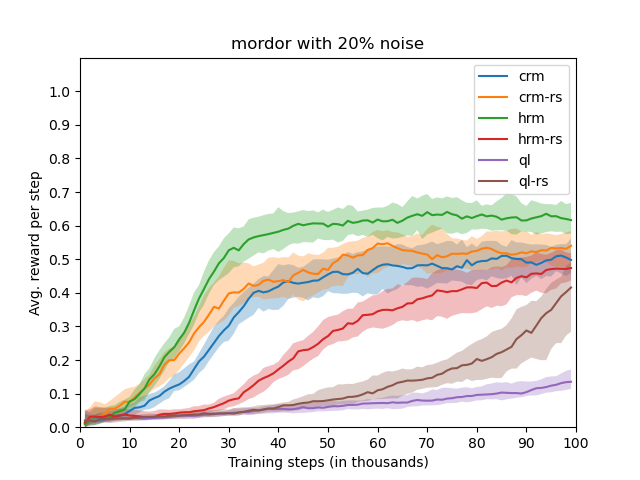 mordor with 20% noise
Avg. reward per step
1.0
0.9
0.8
0.7
0.6
0.5
0.4
0.3
0.2
0.1
0.0
crm
crm-rs
hrm
hrm-rs
ql
ql-rs
0 10 20 30 40 50 60 70 80 90 100
Training steps (in thousands)